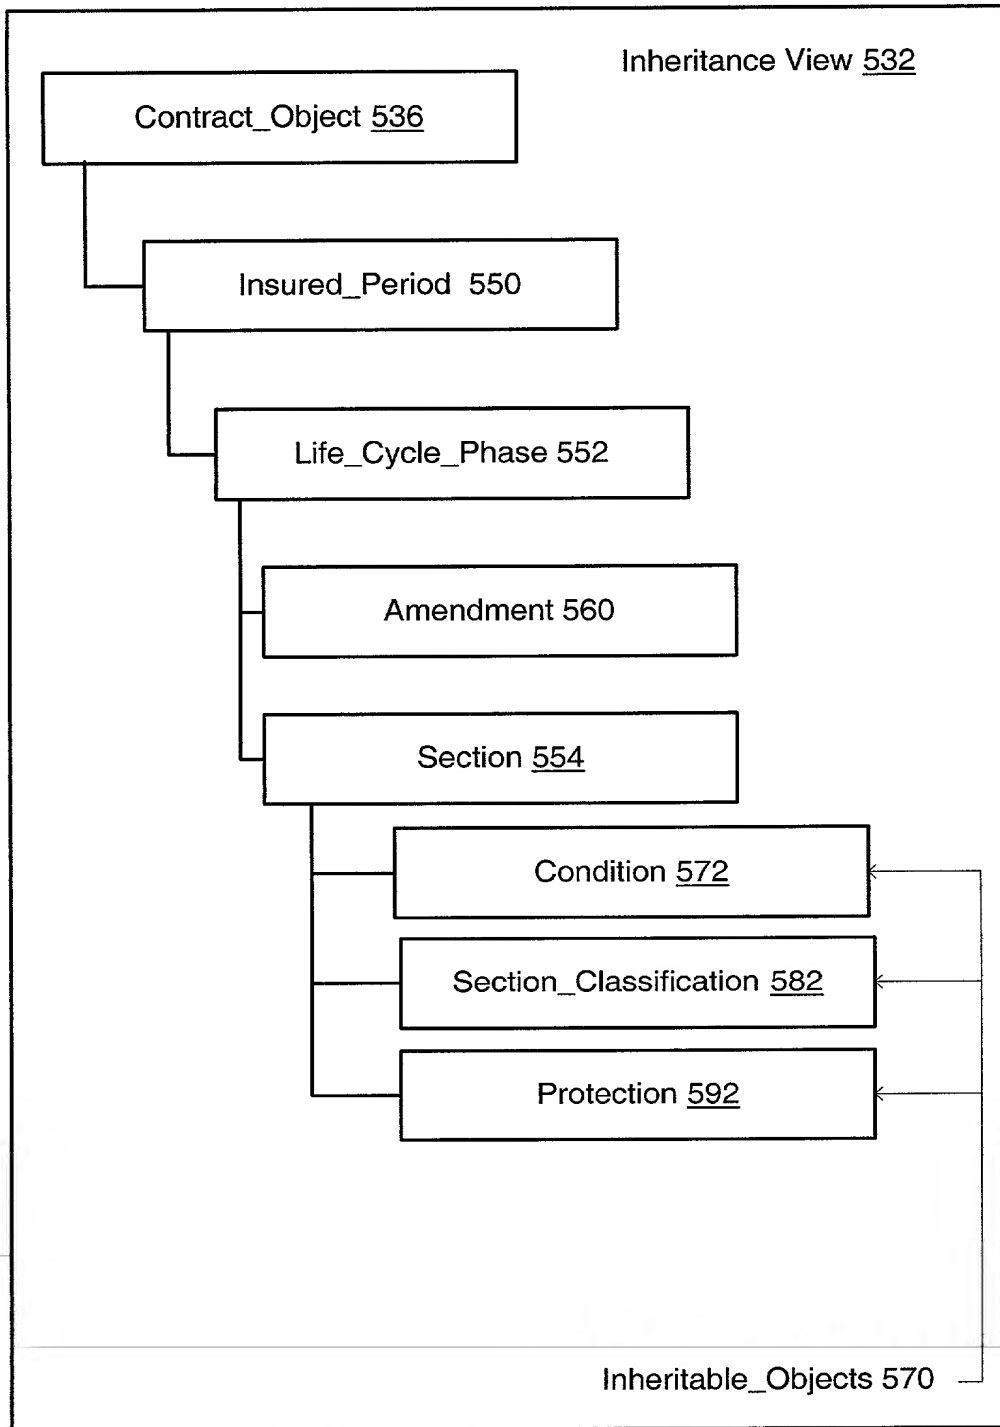 Inheritance View 532
Contract_Object 536
Insured_Period 550
Life_Cycle_Phase 552
Amendment 560
Section 554
Condition 572
Section_Classification 582
Protection 592
Inheritable_Objects 570